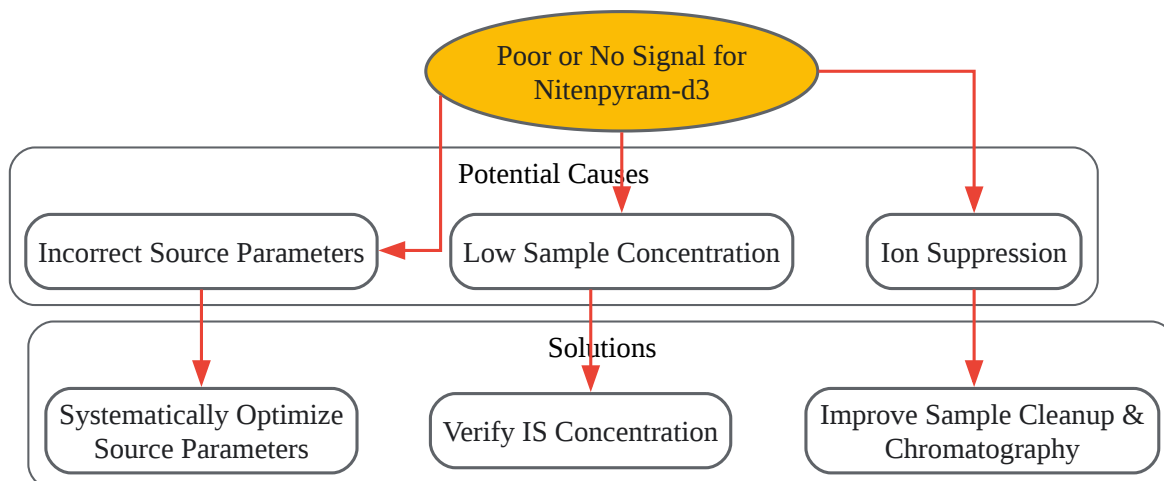 Poor or No Signal for
Nitenpyram-d3
Potential Causes
Incorrect Source Parameters
Low Sample Concentration
Ion Suppression
Solutions
Systematically Optimize
Source Parameters
Verify IS Concentration
Improve Sample Cleanup &
Chromatography